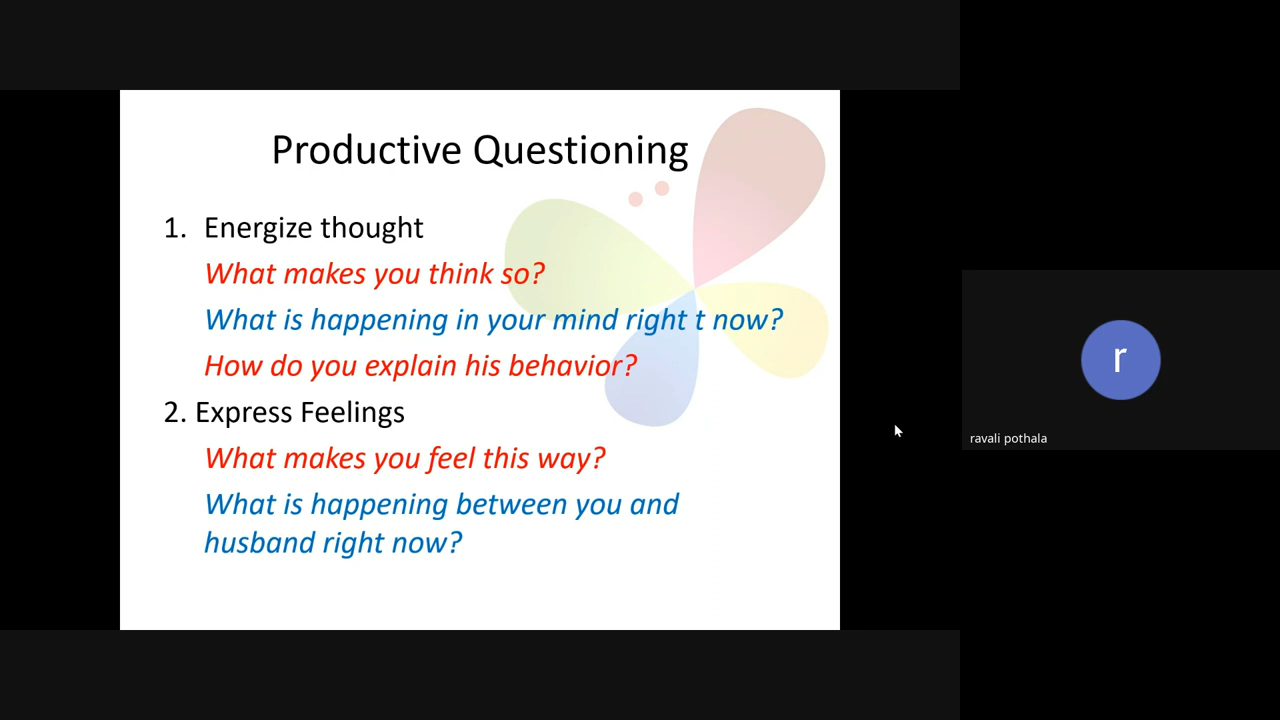 Productive Questioning
1. Energize thought
What makes you think so?
What is happening in your mind right t now?
How do you explain his behavior?
2. Express Feelings
What makes you feel this way?
What is happening between you and
husband right now?
r
ravali pothala